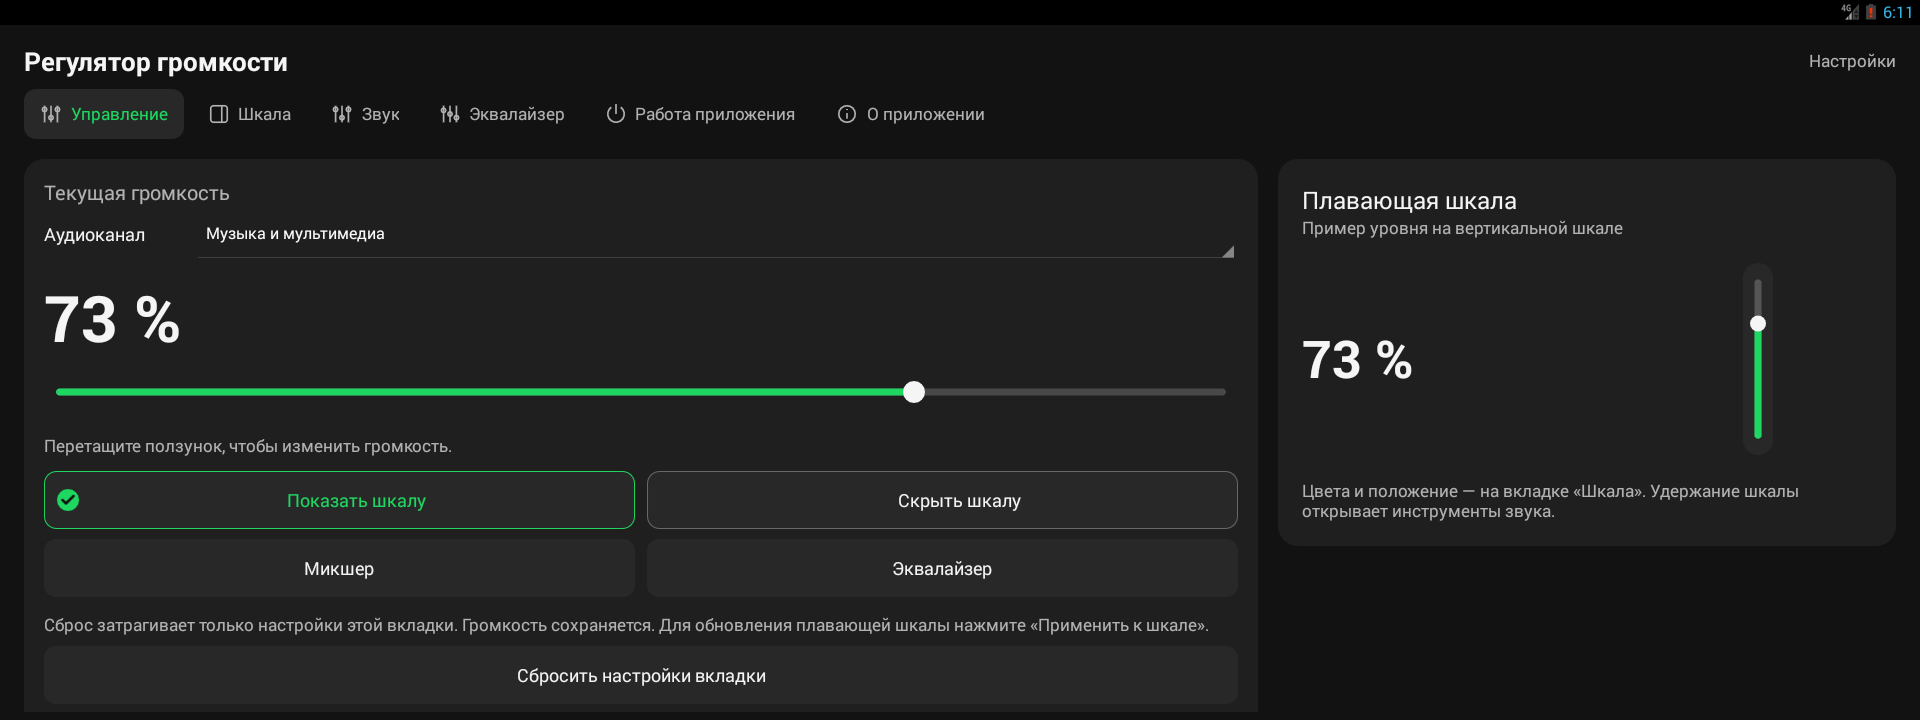 4G 6:11
Регулятор громкости
Настройки
Управление Шкала Звук Эквалайзер Работа приложения О приложении
Текущая громкость
Аудиоканал Музыка и мультимедиа
73 %
Перетащите ползунок, чтобы изменить громкость.
Показать шкалу Скрыть шкалу
Микшер Эквалайзер
Сброс затрагивает только настройки этой вкладки. Громкость сохраняется. Для обновления плавающей шкалы нажмите «Применить к шкале».
Сбросить настройки вкладки
Плавающая шкала
Пример уровня на вертикальной шкале
73 %
Цвета и положение — на вкладке «Шкала». Удержание шкалы
открывает инструменты звука.